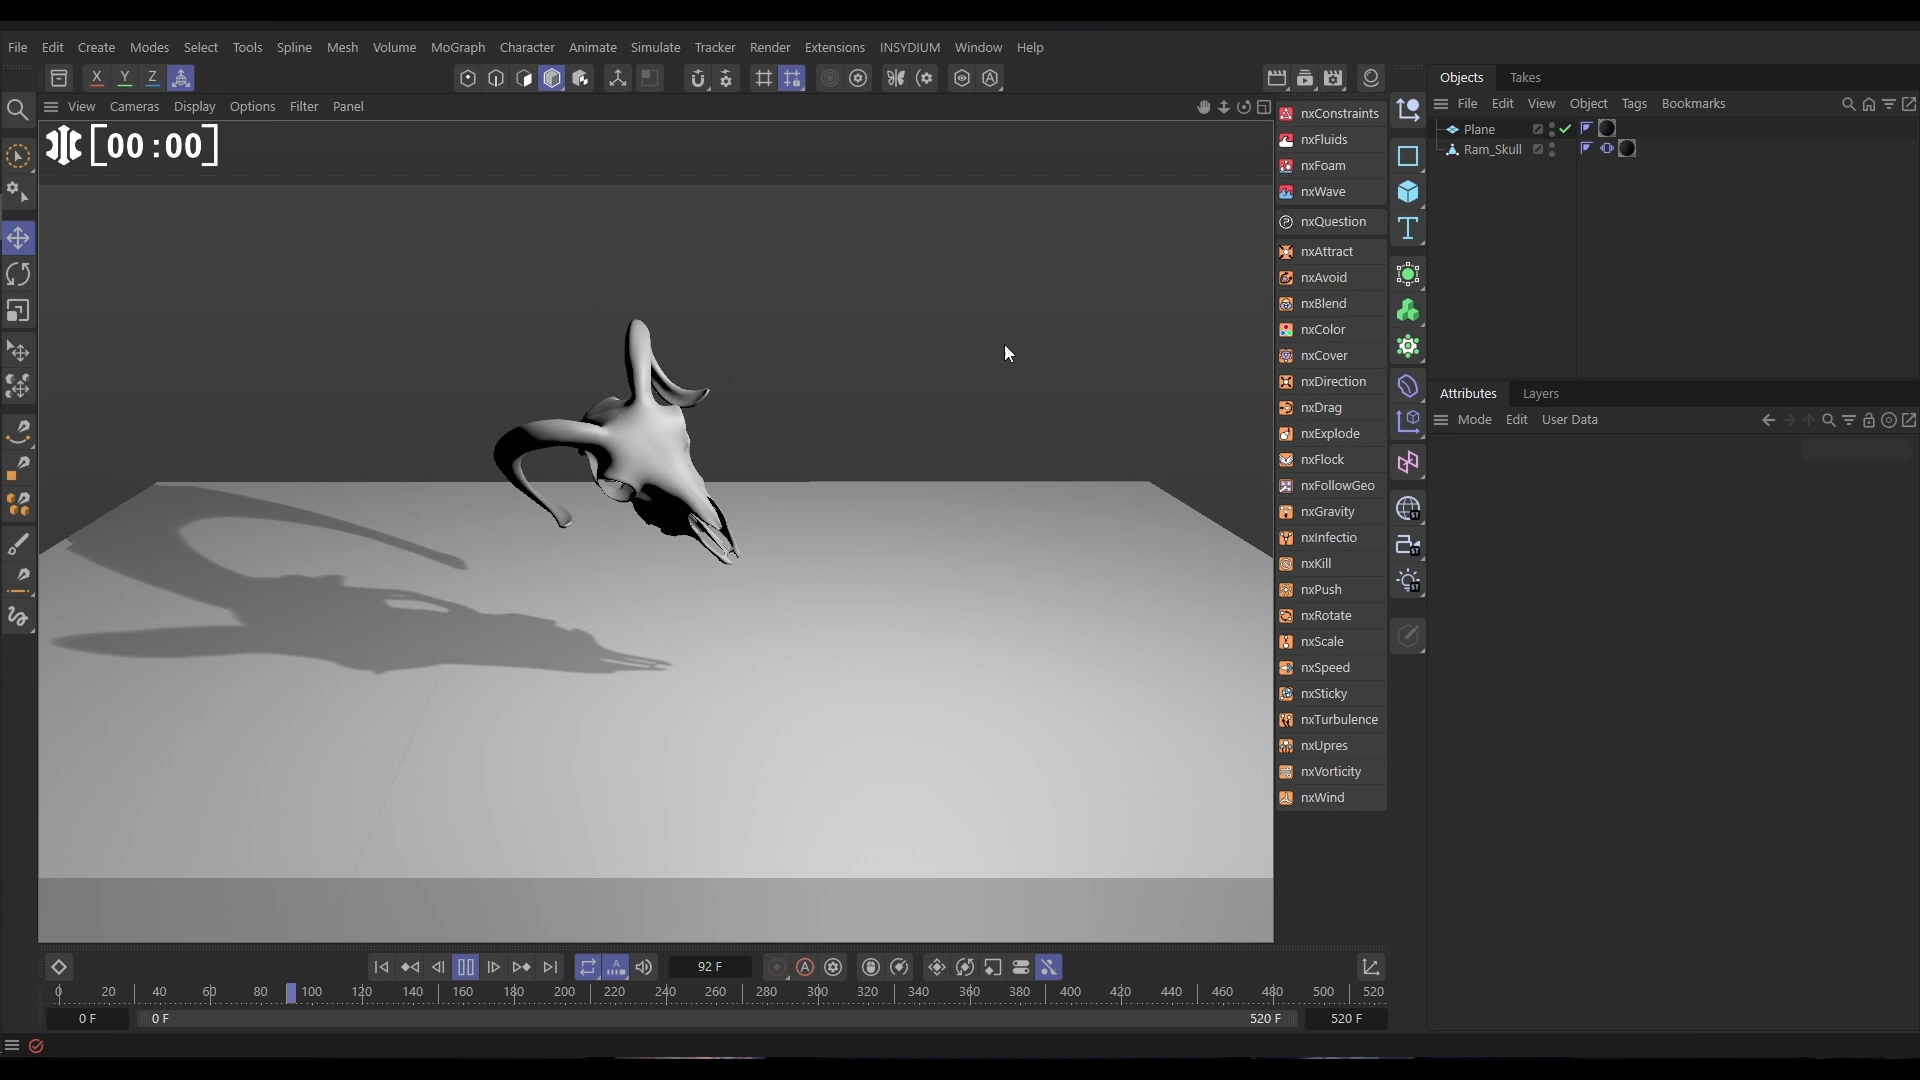 File Edit Create Modes Select Tools Spline Mesh Volume MoGraph Character Animate Simulate Tracker Render Extensions INSYDIUM Window Help
X Y Z
View Cameras Display Options Filter Panel
[00:00]
nxConstraints
nxFluids
nxFoam
nxWave
nxQuestion
nxAttract
nxAvoid
nxBlend
nxColor
nxCover
nxDirection
nxDrag
nxExplode
nxFlock
nxFollowGeo
nxGravity
nxInfectio
nxKill
nxPush
nxRotate
nxScale
nxSpeed
nxSticky
nxTurbulence
nxUpres
nxVorticity
nxWind
Objects Takes
File Edit View Object Tags Bookmarks
Plane
Ram_Skull
Attributes Layers
Mode Edit User Data
92 F
0 20 40 60 80 100 120 140 160 180 200 220 240 260 280 300 320 340 360 380 400 420 440 460 480 500 520
0 F 0 F 520 F 520 F